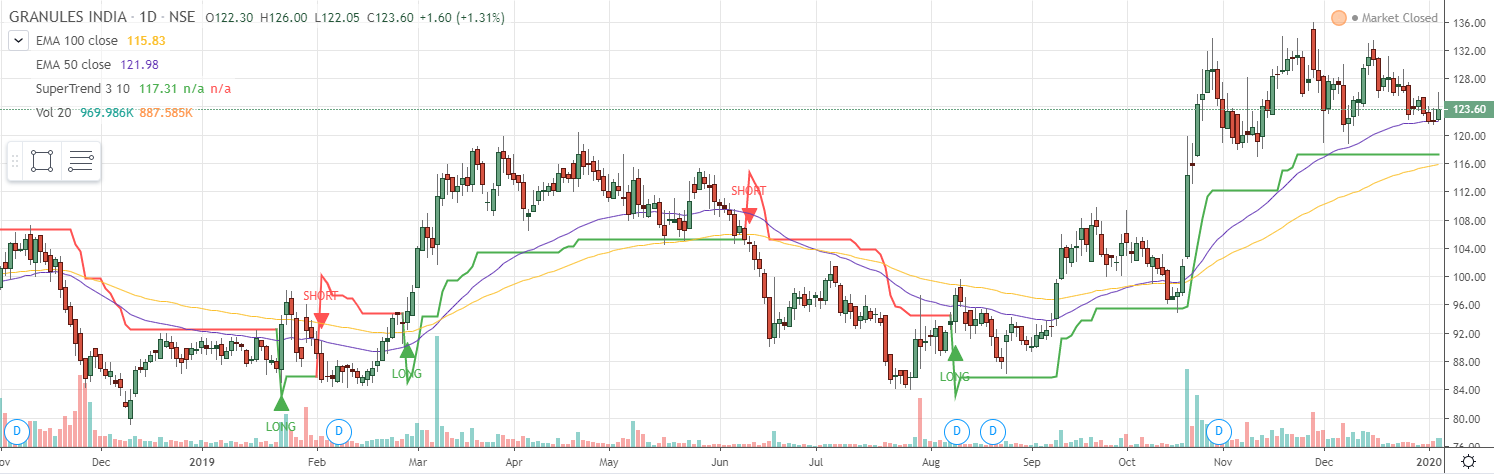 GRANULES INDIA · 1D · NSE O122.30 H126.00 L122.05 C123.60 +1.60 (+1.31%)
Market Closed
EMA 100 close 115.83
EMA 50 close 121.98
SuperTrend 3 10 117.31 n/a n/a
Vol 20 969.986K 887.585K
136.00
132.00
128.00
123.60
120.00
116.00
112.00
108.00
104.00
100.00
96.00
92.00
88.00
84.00
80.00
76.00
SHORT
SHORT
LONG
LONG
LONG
D
D
D
D
D
ov Dec 2019 Feb Mar Apr May Jun Jul Aug Sep Oct Nov Dec 2020